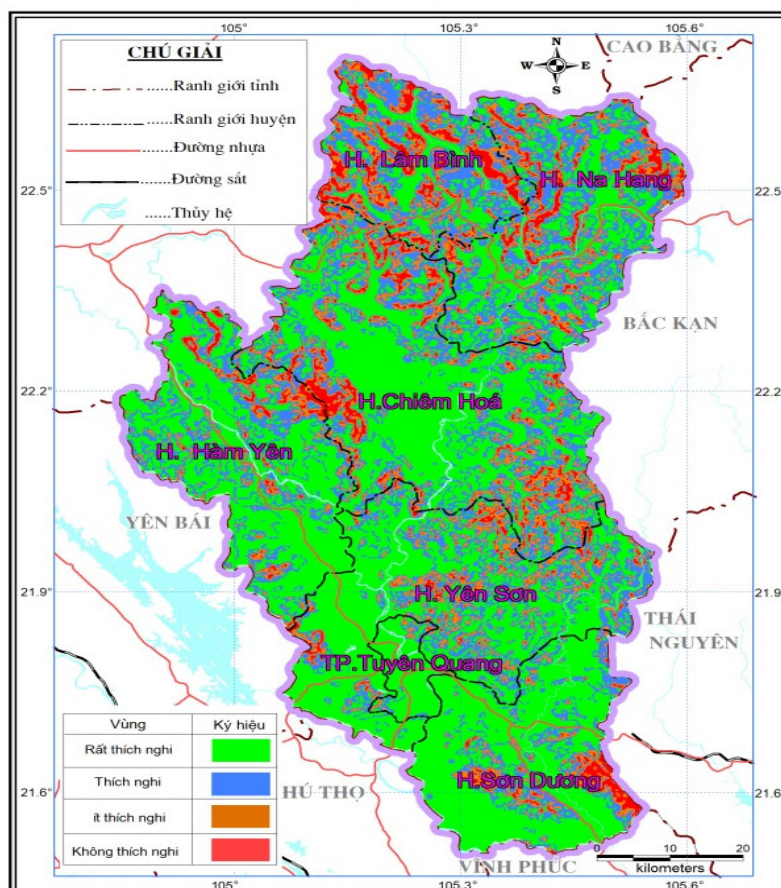 105° 105.3 105.6
CHÚ GIẢI
......Ranh giới tỉnh
......Ranh giới huyện
......Đường nhựa
......Đường sắt
......Thủy hệ
N
W E
S
CAO BẰNG
H. Lâm Bình
H. Na Hang
22.5° 22.5
BẮC KẠN
22.2° 22.2
H.Chiêm Hoá
H. Hàm Yên
YÊN BÁI
21.9° 21.9
H. Yên Sơn
THÁI
NGUYÊN
TP.Tuyên Quang
Vùng Ký hiệu
Rất thích nghi
Thích nghi
ít thích nghi
Không thích nghi
HÚ THỌ
H.Sơn Dương
21.6° 21.6
VĨNH PHÚC
0 10 20
kilometers
105° 105.3 105.6